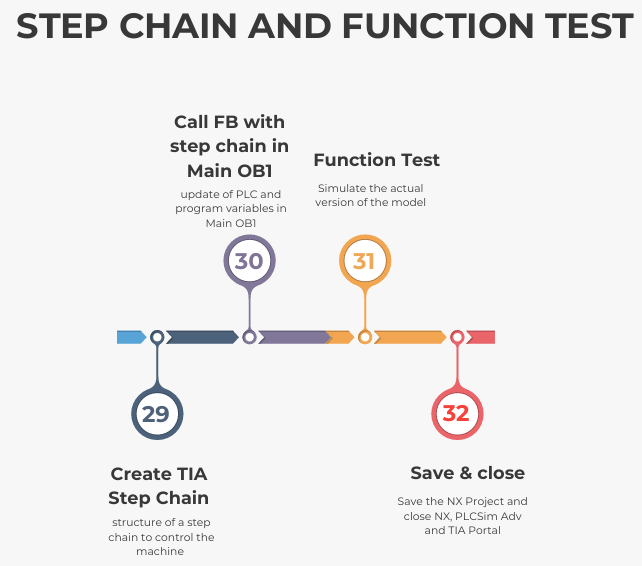 STEP CHAIN AND FUNCTION TEST
Call FB with
step chain in
Main OB1
update of PLC and
program variables in
Main OB1
30
Function Test
Simulate the actual
version of the model
31
29
Create TIA
Step Chain
structure of a step
chain to control the
machine
32
Save & close
Save the NX Project and
close NX, PLCSim Adv
and TIA Portal